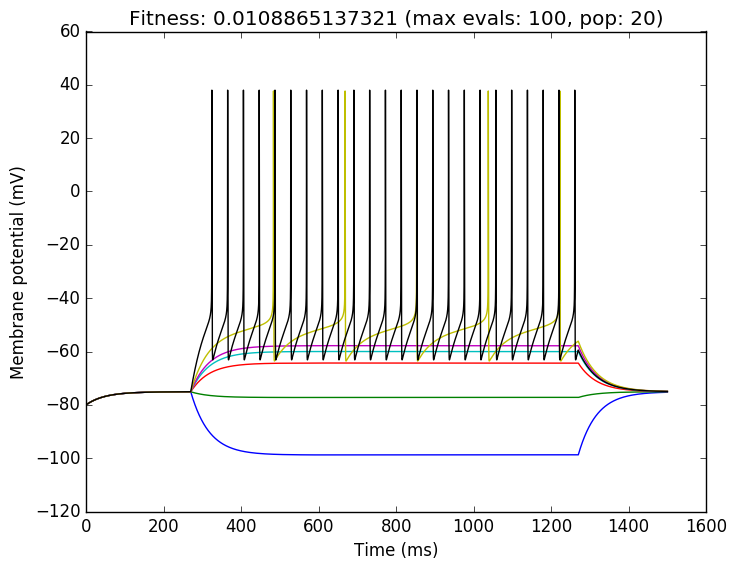 Fitness: 0.0108865137321 (max evals: 100, pop: 20)
60
40
20
0
−20
−40
−60
−80
−100
−120
Membrane potential (mV)
0 200 400 600 800 1000 1200 1400 1600
Time (ms)